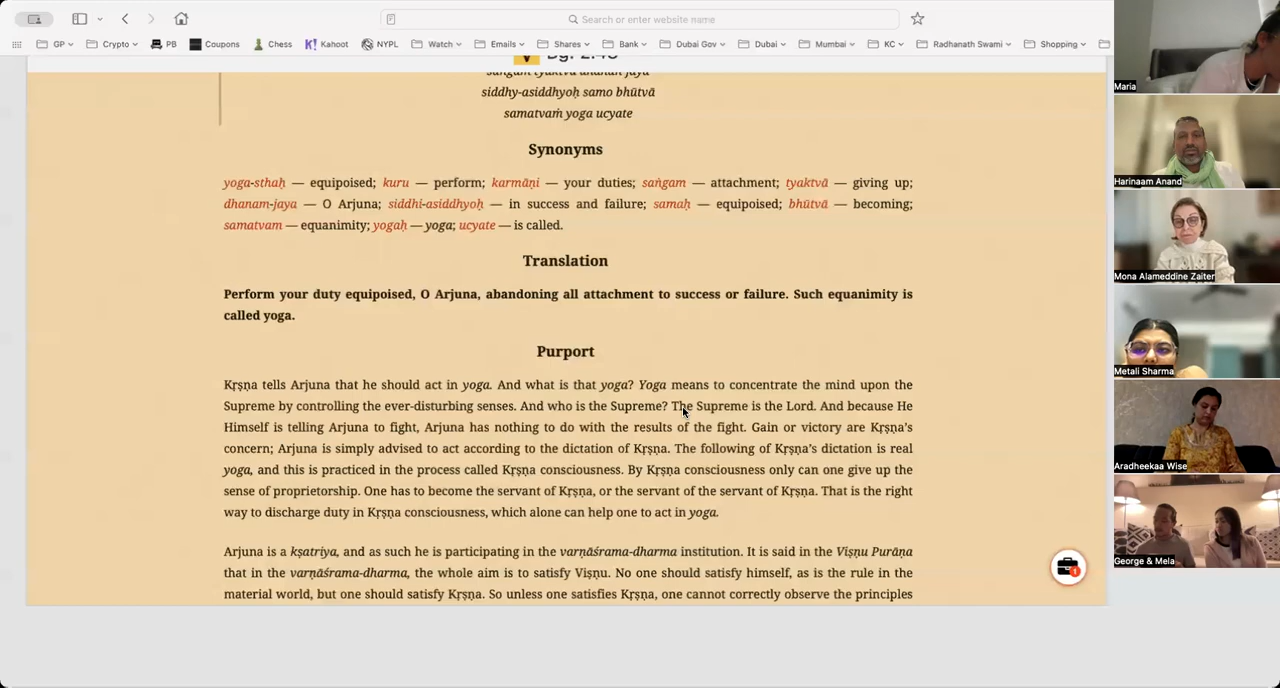 Search or enter website name
GP Crypto PB Coupons Chess Kahoot NYPL Watch Emails Shares Bank Dubai Gov Dubai Mumbai KC Radhanath Swami Shopping
siddhy-asiddhyoḥ samo bhūtvā
samatvaṁ yoga ucyate
Synonyms
yoga-sthaḥ — equipoised; kuru — perform; karmāṇi — your duties; saṅgam — attachment; tyaktvā — giving up;
dhanam-jaya — O Arjuna; siddhi-asiddhyoḥ — in success and failure; samaḥ — equipoised; bhūtvā — becoming;
samatvam — equanimity; yogaḥ — yoga; ucyate — is called.
Translation
Perform your duty equipoised, O Arjuna, abandoning all attachment to success or failure. Such equanimity is
called yoga.
Purport
Kṛṣṇa tells Arjuna that he should act in yoga. And what is that yoga? Yoga means to concentrate the mind upon the
Supreme by controlling the ever-disturbing senses. And who is the Supreme? The Supreme is the Lord. And because He
Himself is telling Arjuna to fight, Arjuna has nothing to do with the results of the fight. Gain or victory are Kṛṣṇa's
concern; Arjuna is simply advised to act according to the dictation of Kṛṣṇa. The following of Kṛṣṇa's dictation is real
yoga, and this is practiced in the process called Kṛṣṇa consciousness. By Kṛṣṇa consciousness only can one give up the
sense of proprietorship. One has to become the servant of Kṛṣṇa, or the servant of the servant of Kṛṣṇa. That is the right
way to discharge duty in Kṛṣṇa consciousness, which alone can help one to act in yoga.
Arjuna is a kṣatriya, and as such he is participating in the varṇāśrama-dharma institution. It is said in the Viṣṇu Purāṇa
that in the varṇāśrama-dharma, the whole aim is to satisfy Viṣṇu. No one should satisfy himself, as is the rule in the
material world, but one should satisfy Kṛṣṇa. So unless one satisfies Kṛṣṇa, one cannot correctly observe the principles
1
Maria
Harinaam Anand
Mona Alameddine Zaiter
Metali Sharma
Aradheekaa Wise
George & Mela